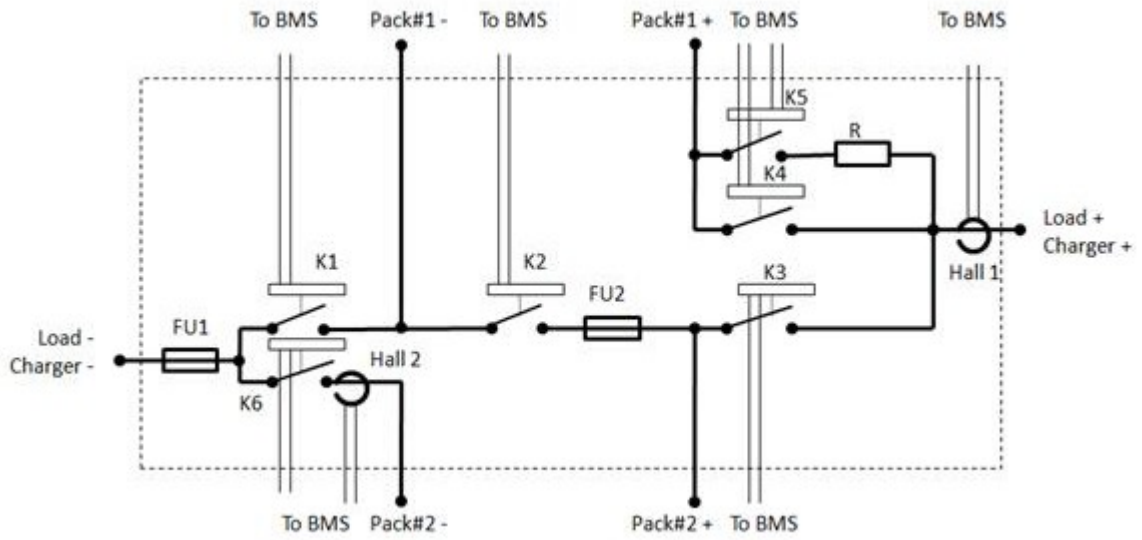 To BMS Pack#1 - To BMS Pack#1 + To BMS To BMS
K5
R
K4
Load +
Charger +
K1 K2 K3 Hall 1
FU2
FU1
Load -
Charger -
Hall 2
K6
To BMS Pack#2 - Pack#2 + To BMS